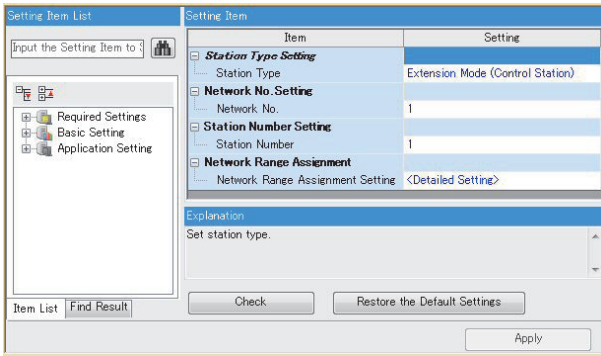 Setting Item List
Input the Setting Item to
Required Settings
Basic Setting
Application Setting
Item List
Find Result
Setting Item
Item Setting
Station Type Setting
Station Type Extension Mode (Control Station)
Network No.Setting
Network No. 1
Station Number Setting
Station Number 1
Network Range Assignment
Network Range Assignment Setting <Detailed Setting>
Explanation
Set station type.
Check
Restore the Default Settings
Apply